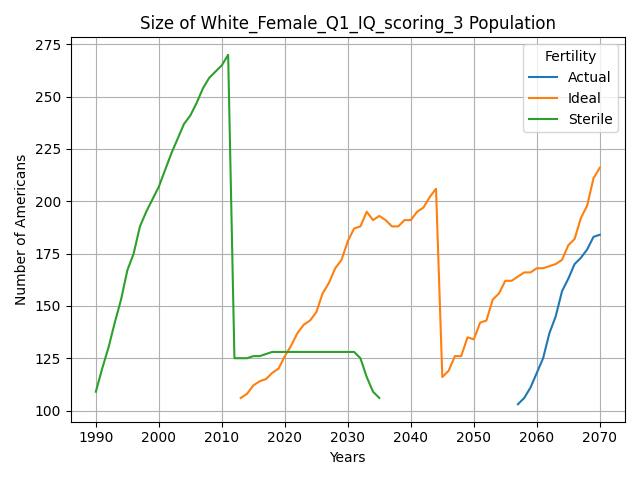 Size of White_Female_Q1_IQ_scoring_3 Population
Number of Americans
275
250
225
200
175
150
125
100
Fertility
Actual
Ideal
Sterile
1990
2000
2010
2020
2030
2040
2050
2060
2070
Years